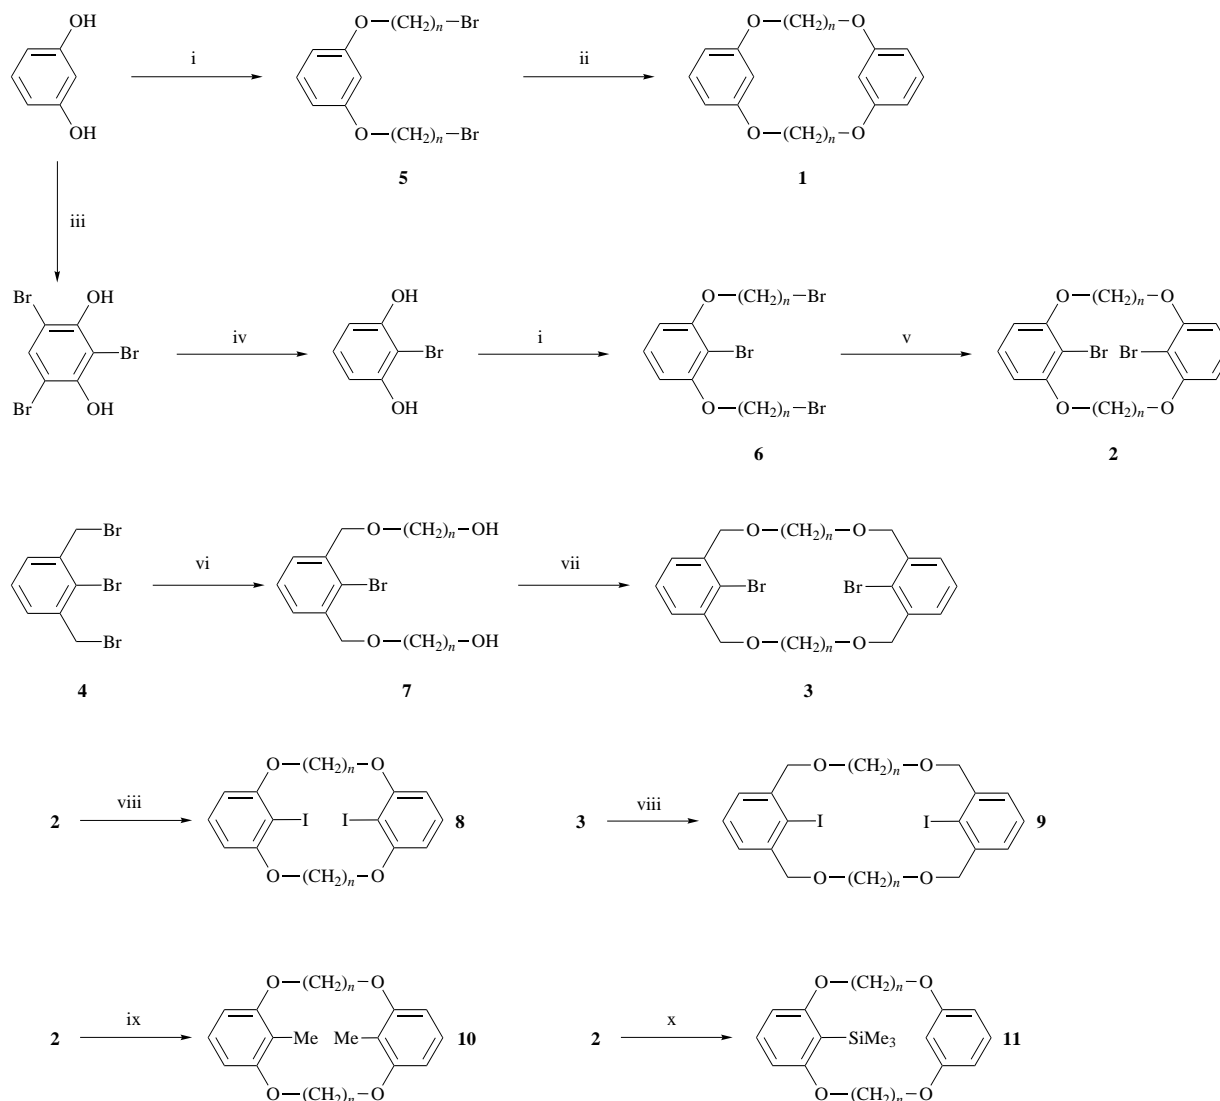 OH
OH
i
O—(CH2)n—Br
O—(CH2)n—Br
5
ii
O—(CH2)n—O
O—(CH2)n—O
1
iii
Br
OH
Br
Br
OH
iv
OH
Br
OH
i
O—(CH2)n—Br
Br
O—(CH2)n—Br
6
v
O—(CH2)n—O
Br Br
O—(CH2)n—O
2
Br
Br
Br
4
vi
O—(CH2)n—OH
Br
O—(CH2)n—OH
7
vii
O—(CH2)n—O
Br Br
O—(CH2)n—O
3
2
viii
O—(CH2)n—O
I I
O—(CH2)n—O
8
3
viii
O—(CH2)n—O
I I
O—(CH2)n—O
9
2
ix
O—(CH2)n—O
Me Me
O—(CH2)n—O
10
2
x
O—(CH2)n—O
SiMe3
O—(CH2)n—O
11